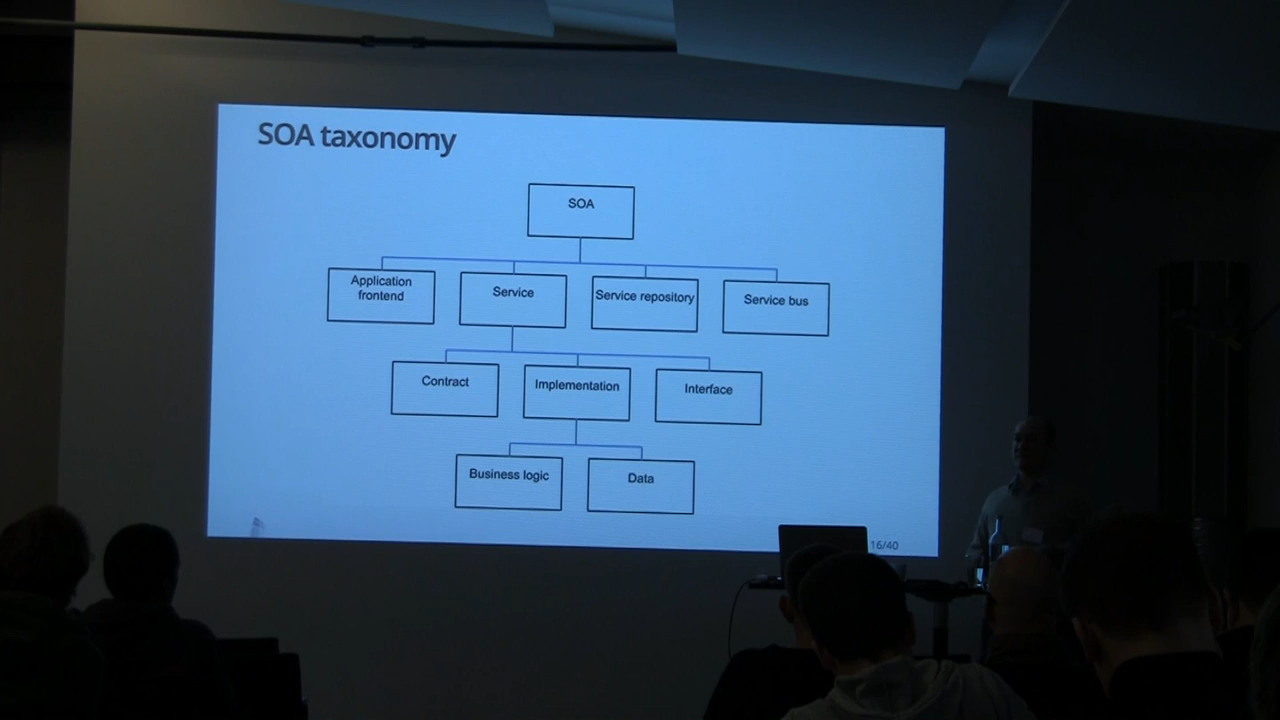 SOA taxonomy
SOA
Application
frontend
Service
Service repository
Service bus
Contract
Implementation
Interface
Business logic
Data
16/40